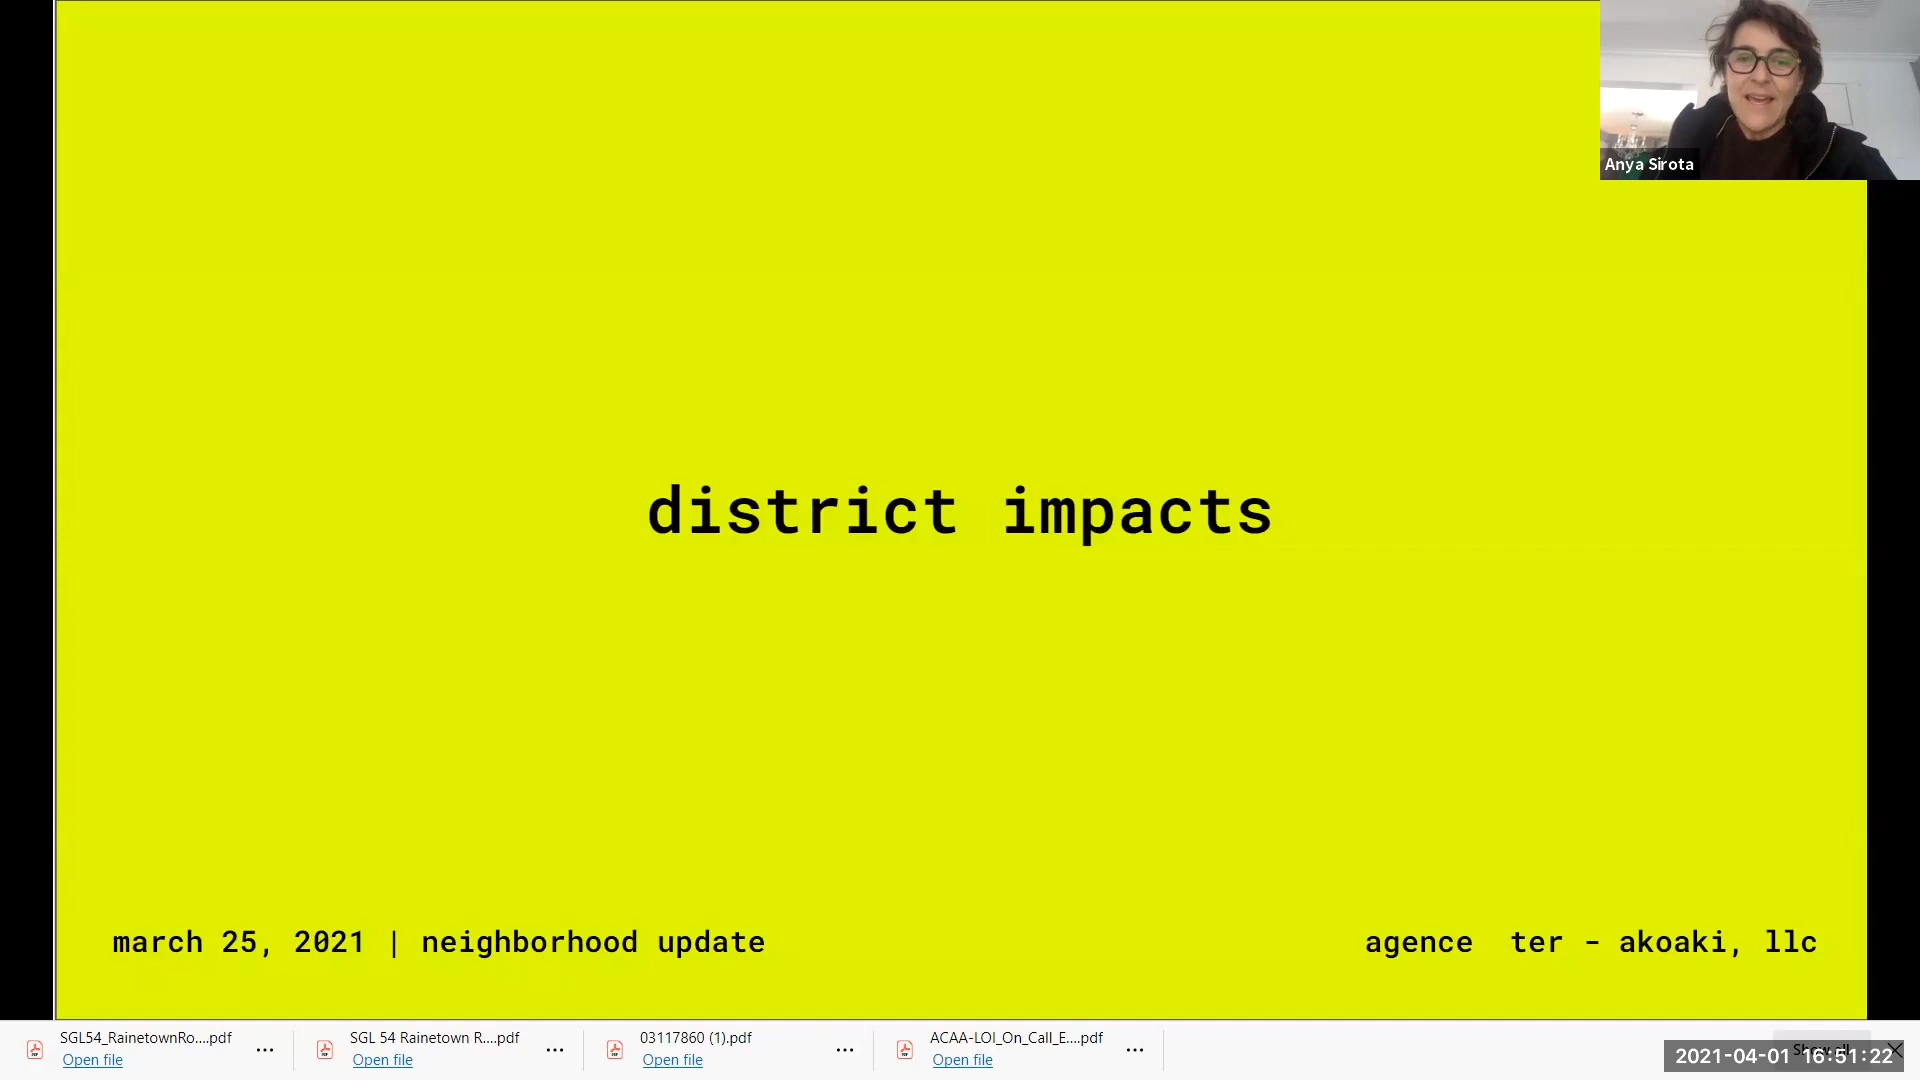 Anya Sirota
district impacts
march 25, 2021 | neighborhood update
agence ter - akoaki, llc
SGL54_RainetownRo....pdf
Open file
SGL 54 Rainetown R....pdf
Open file
03117860 (1).pdf
Open file
ACAA-LOI_On_Call_E....pdf
Open file
Show all
2021-04-01 16:51:22